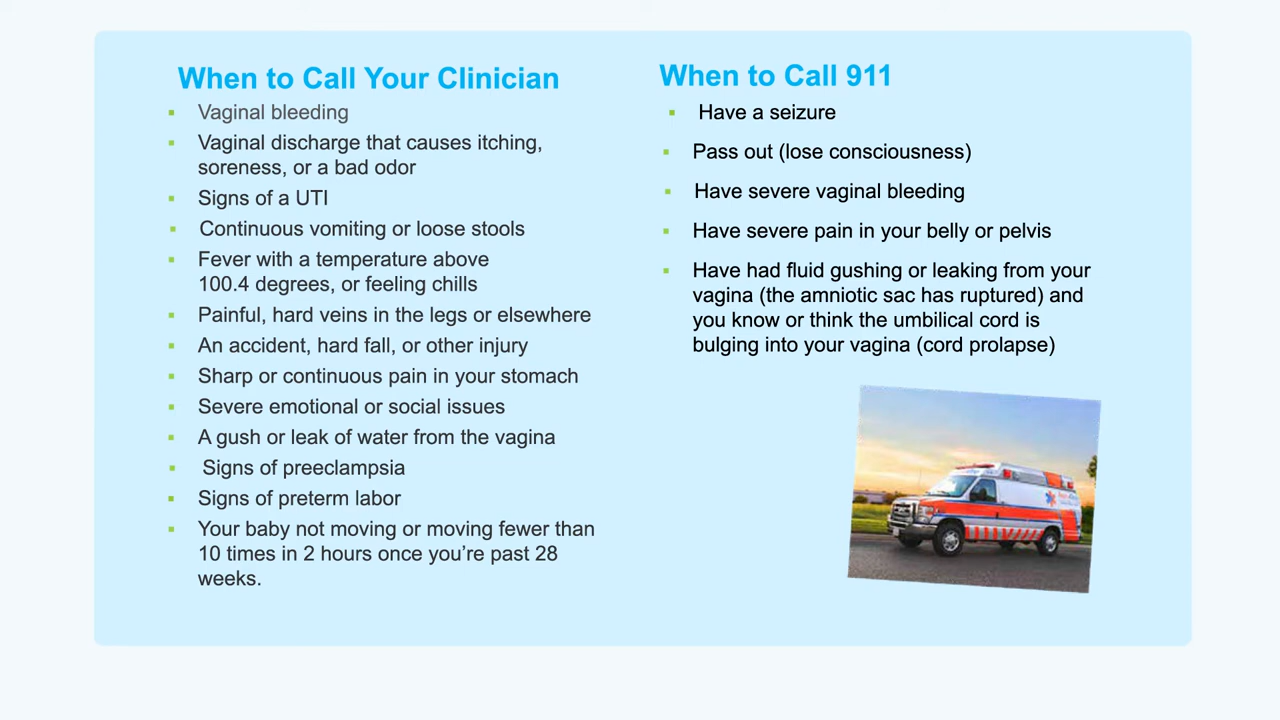 When to Call Your Clinician
▪ Vaginal bleeding
▪ Vaginal discharge that causes itching,
soreness, or a bad odor
▪ Signs of a UTI
▪ Continuous vomiting or loose stools
▪ Fever with a temperature above
100.4 degrees, or feeling chills
▪ Painful, hard veins in the legs or elsewhere
▪ An accident, hard fall, or other injury
▪ Sharp or continuous pain in your stomach
▪ Severe emotional or social issues
▪ A gush or leak of water from the vagina
▪ Signs of preeclampsia
▪ Signs of preterm labor
▪ Your baby not moving or moving fewer than
10 times in 2 hours once you’re past 28
weeks.
When to Call 911
▪ Have a seizure
▪ Pass out (lose consciousness)
▪ Have severe vaginal bleeding
▪ Have severe pain in your belly or pelvis
▪ Have had fluid gushing or leaking from your
vagina (the amniotic sac has ruptured) and
you know or think the umbilical cord is
bulging into your vagina (cord prolapse)